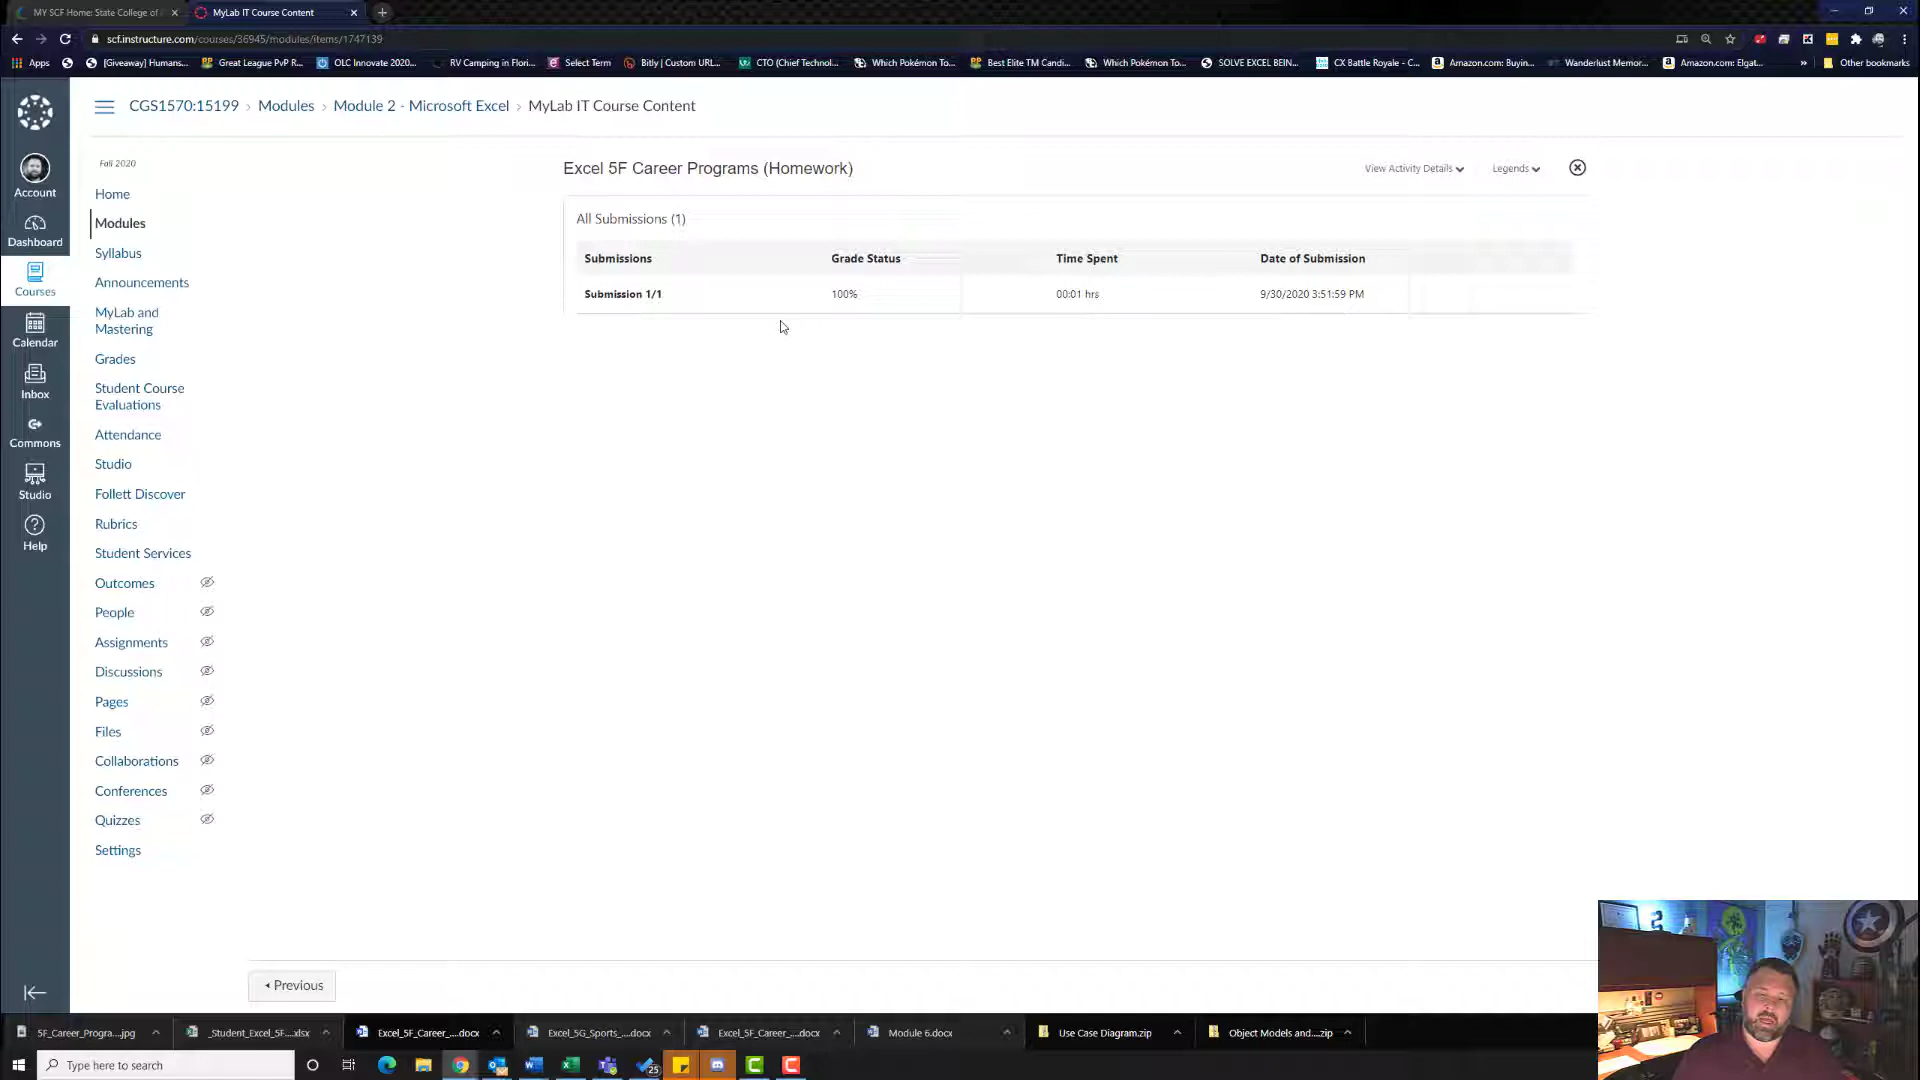 MY SCF Home: State College of
MyLab IT Course Content
scf.instructure.com/courses/36945/modules/items/1747139
Apps
[Giveaway] Humans...
Great League PvP R...
OLC Innovate 2020...
RV Camping in Flori...
Select Term
Bitly | Custom URL...
CTO (Chief Technol...
Which Pokémon To...
Best Elite TM Candi...
Which Pokémon To...
SOLVE EXCEL BEIN...
CX Battle Royale - C...
Amazon.com: Buyin...
Wanderlust Memor...
Amazon.com: Elgat...
»
Other bookmarks
CGS1570:15199 › Modules › Module 2 - Microsoft Excel › MyLab IT Course Content
Account
Dashboard
Courses
Calendar
Inbox
Commons
Studio
Help
Fall 2020
Home
Modules
Syllabus
Announcements
MyLab and
Mastering
Grades
Student Course
Evaluations
Attendance
Studio
Follett Discover
Rubrics
Student Services
Outcomes
People
Assignments
Discussions
Pages
Files
Collaborations
Conferences
Quizzes
Settings
Excel 5F Career Programs (Homework)
View Activity Details
Legends
All Submissions (1)
Submissions Grade Status Time Spent Date of Submission
Submission 1/1 100% 00:01 hrs 9/30/2020 3:51:59 PM
Previous
5F_Career_Progra....jpg
_Student_Excel_5F....xlsx
Excel_5F_Career_....docx
Excel_5G_Sports_....docx
Excel_5F_Career_....docx
Module 6.docx
Use Case Diagram.zip
Object Models and....zip
Type here to search
25